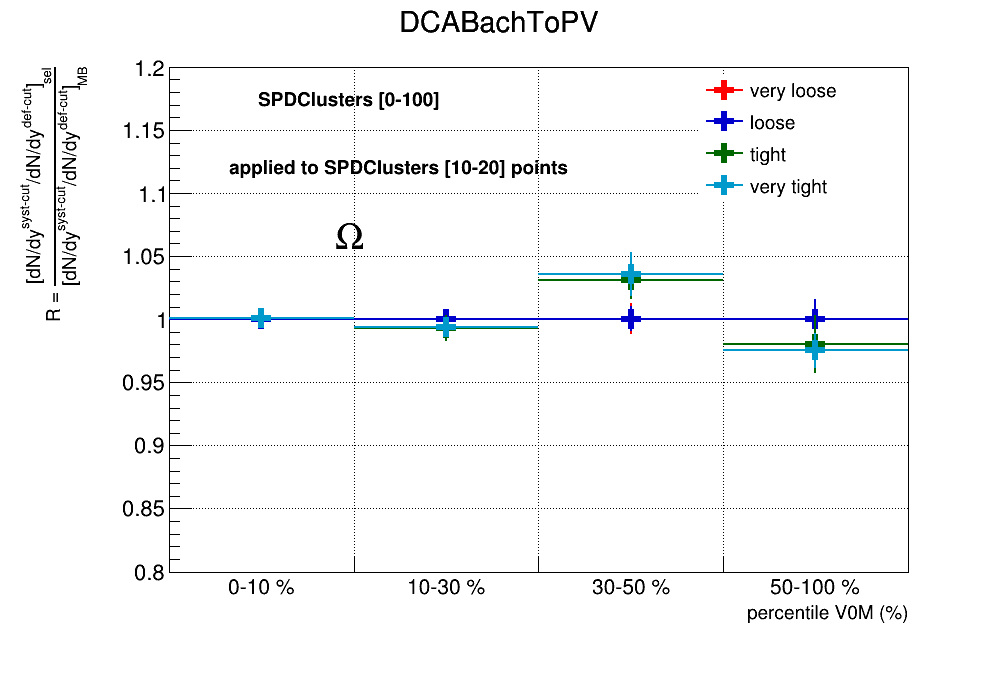 DCABachToPV
R = [dN/dy^syst-cut/dN/dy^def-cut]_sel
[dN/dy^syst-cut/dN/dy^def-cut]_MB
1.2
1.15
1.1
1.05
1
0.95
0.9
0.85
0.8
SPDClusters [0-100]
applied to SPDClusters [10-20] points
Ω
very loose
loose
tight
very tight
0-10 %
10-30 %
30-50 %
50-100 %
percentile V0M (%)